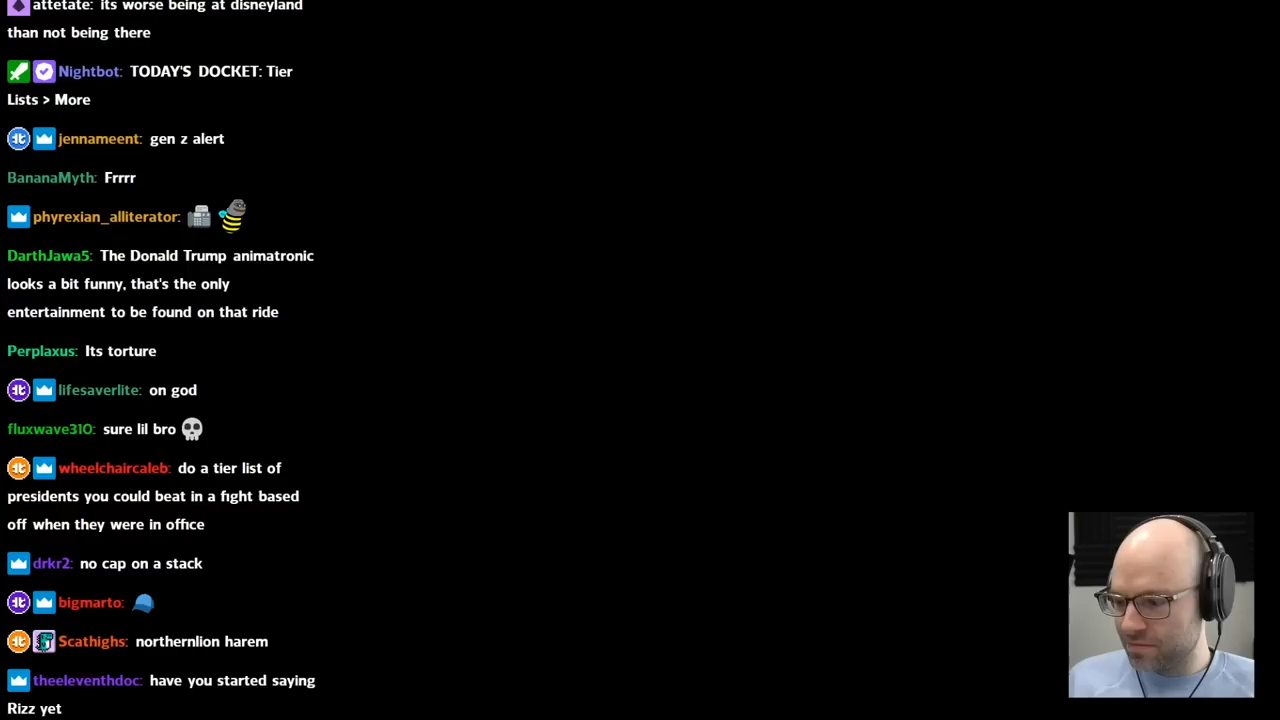 attetate: its worse being at disneyland
than not being there
Nightbot: TODAY'S DOCKET: Tier
Lists > More
jennameent: gen z alert
BananaMyth: Frrrr
phyrexian_alliterator:
DarthJawa5: The Donald Trump animatronic
looks a bit funny, that's the only
entertainment to be found on that ride
Perplaxus: Its torture
lifesaverlite: on god
fluxwave310: sure lil bro 💀
wheelchaircaleb: do a tier list of
presidents you could beat in a fight based
off when they were in office
drkr2: no cap on a stack
bigmarto: 🧢
Scathighs: northernlion harem
theeleventhdoc: have you started saying
Rizz yet